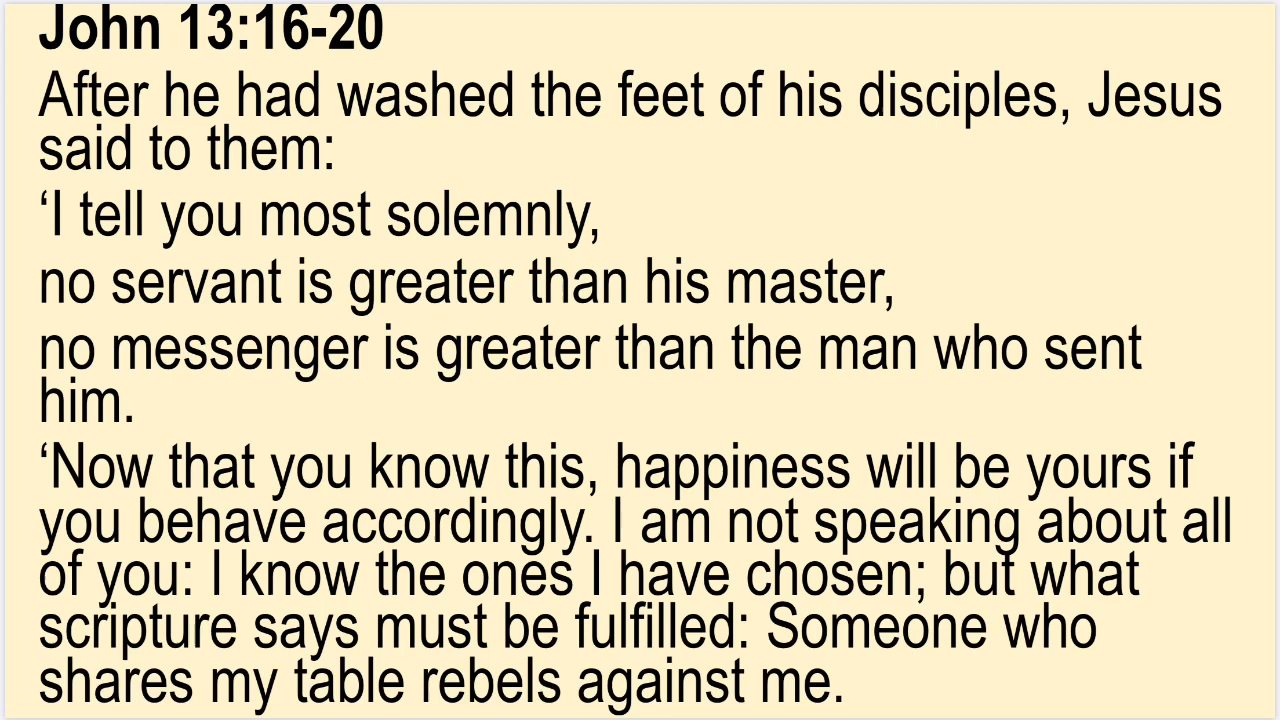 John 13:16-20
After he had washed the feet of his disciples, Jesus
said to them:
‘I tell you most solemnly,
no servant is greater than his master,
no messenger is greater than the man who sent
him.
‘Now that you know this, happiness will be yours if
you behave accordingly. I am not speaking about all
of you: I know the ones I have chosen; but what
scripture says must be fulfilled: Someone who
shares my table rebels against me.